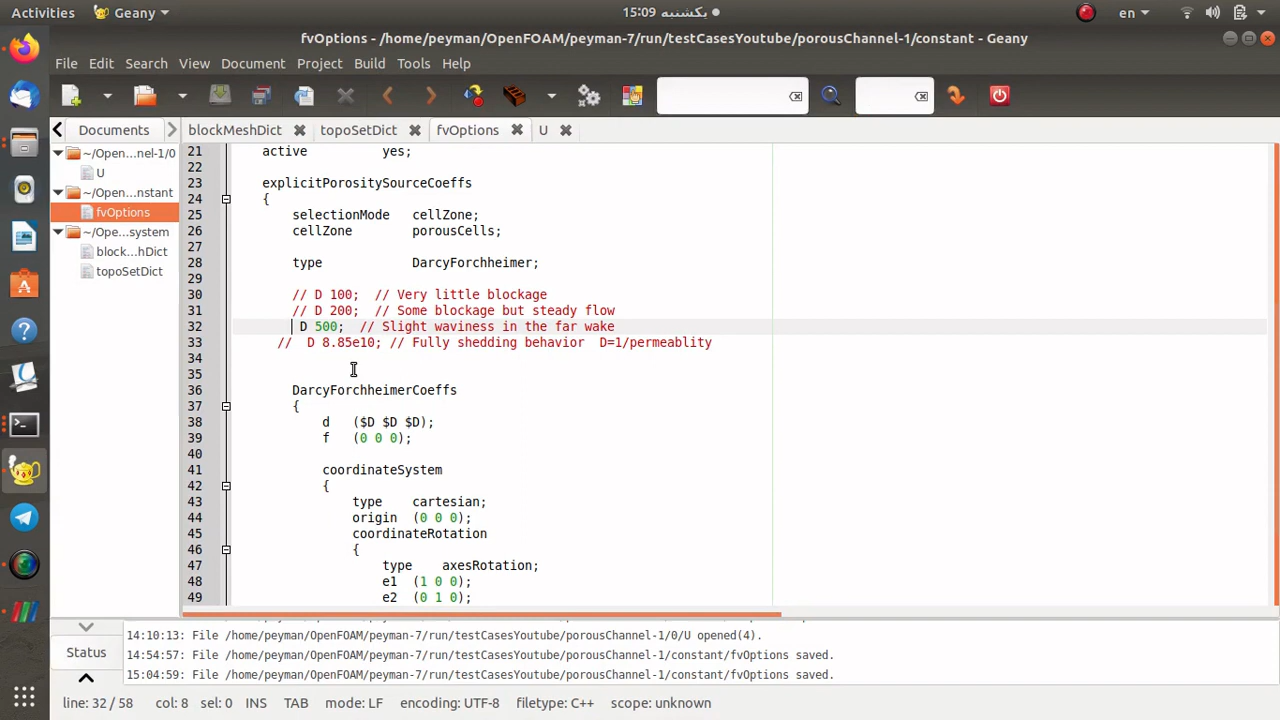 Activities Geany 15:09 یکشنبه en
fvOptions - /home/peyman/OpenFOAM/peyman-7/run/testCasesYoutube/porousChannel-1/constant - Geany
File Edit Search View Document Project Build Tools Help
Documents blockMeshDict topoSetDict fvOptions U
~/Open...nel-1/0
U
~/Open...nstant
fvOptions
~/Ope...system
block...hDict
topoSetDict
21 active yes;
22
23 explicitPorositySourceCoeffs
24 {
25 selectionMode cellZone;
26 cellZone porousCells;
27
28 type DarcyForchheimer;
29
30 // D 100; // Very little blockage
31 // D 200; // Some blockage but steady flow
32 D 500; // Slight waviness in the far wake
33 // D 8.85e10; // Fully shedding behavior D=1/permeablity
34
35
36 DarcyForchheimerCoeffs
37 {
38 d ($D $D $D);
39 f (0 0 0);
40
41 coordinateSystem
42 {
43 type cartesian;
44 origin (0 0 0);
45 coordinateRotation
46 {
47 type axesRotation;
48 e1 (1 0 0);
49 e2 (0 1 0);
Status
14:10:13: File /home/peyman/OpenFOAM/peyman-7/run/testCasesYoutube/porousChannel-1/0/U opened(4).
14:54:57: File /home/peyman/OpenFOAM/peyman-7/run/testCasesYoutube/porousChannel-1/constant/fvOptions saved.
15:04:59: File /home/peyman/OpenFOAM/peyman-7/run/testCasesYoutube/porousChannel-1/constant/fvOptions saved.
line: 32 / 58 col: 8 sel: 0 INS TAB mode: LF encoding: UTF-8 filetype: C++ scope: unknown